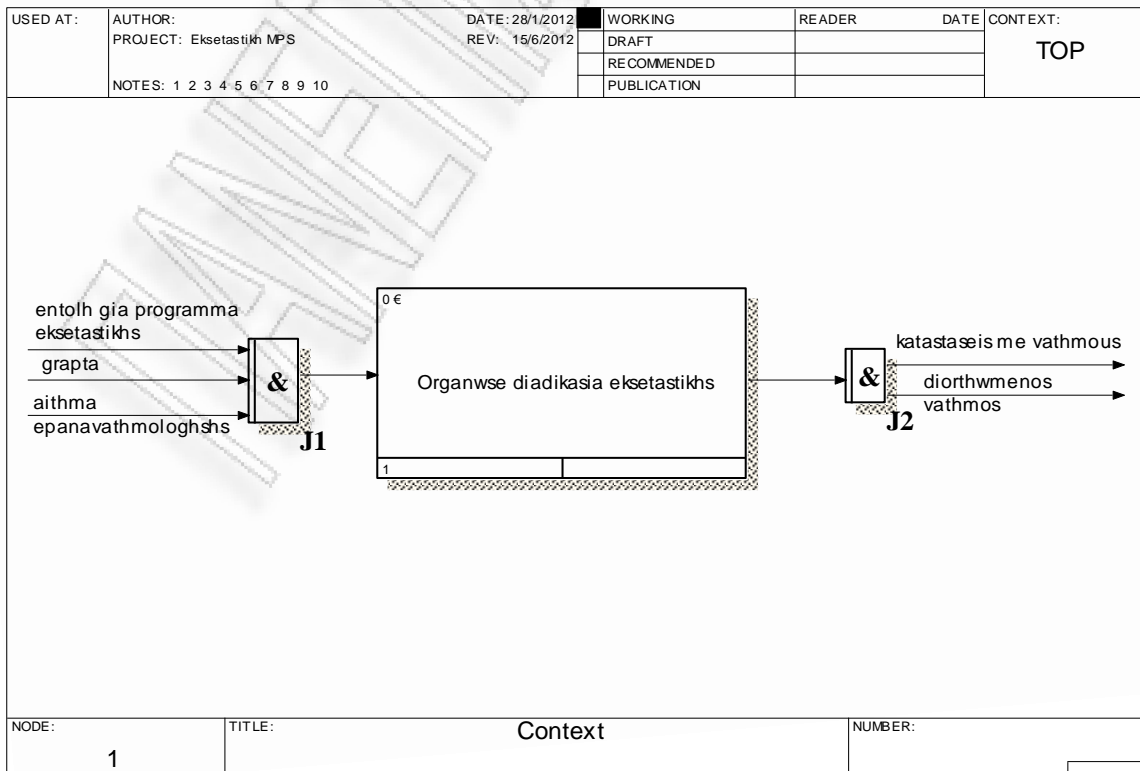 USED AT:
AUTHOR:
DATE: 28/1/2012
WORKING
READER
DATE
CONTEXT:
PROJECT: Eksetastikh MPS
REV: 15/6/2012
DRAFT
TOP
RECOMMENDED
NOTES: 1 2 3 4 5 6 7 8 9 10
PUBLICATION
entolh gia programma
eksetastikhs
grapta
aithma
epanavathmologhshs
&
J1
0 €
Organwse diadikasia eksetastikhs
1
&
J2
katastaseis me vathmous
diorthwmenos
vathmos
NODE:
1
TITLE:
Context
NUMBER: